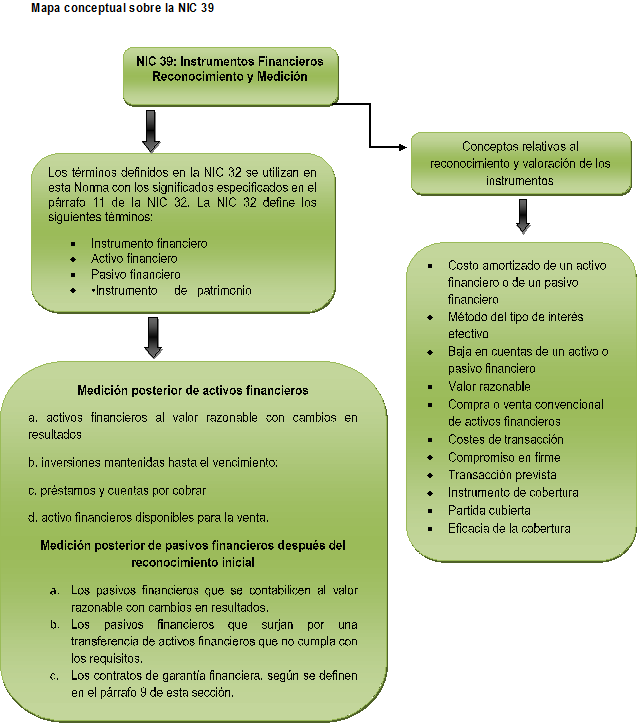 Mapa conceptual sobre la NIC 39
NIC 39: Instrumentos Financieros
Reconocimiento y Medición
Conceptos relativos al
reconocimiento y valoración de los
instrumentos
Los términos definidos en la NIC 32 se utilizan en
esta Norma con los significados especificados en el
párrafo 11 de la NIC 32. La NIC 32 define los
siguientes términos:
▪ Instrumento financiero
◆ Activo financiero
▪ Pasivo financiero
◆ •Instrumento de patrimonio
▪ Costo amortizado de un activo
financiero o de un pasivo
financiero
◆ Método del tipo de interés
efectivo
◆ Baja en cuentas de un activo o
pasivo financiero
▪ Valor razonable
▪ Compra o venta convencional
de activos financieros
▪ Costes de transacción
◆ Compromiso en firme
◆ Transacción prevista
◆ Instrumento de cobertura
▪ Partida cubierta
▪ Eficacia de la cobertura
Medición posterior de activos financieros
a. activos financieros al valor razonable con cambios en
resultados
b. inversiones mantenidas hasta el vencimiento;
c. préstamos y cuentas por cobrar
d. activo financieros disponibles para la venta.
Medición posterior de pasivos financieros después del
reconocimiento inicial
a. Los pasivos financieros que se contabilicen al valor
razonable con cambios en resultados.
b. Los pasivos financieros que surjan por una
transferencia de activos financieros que no cumpla con
los requisitos.
c. Los contratos de garantía financiera, según se definen
en el párrafo 9 de esta sección.